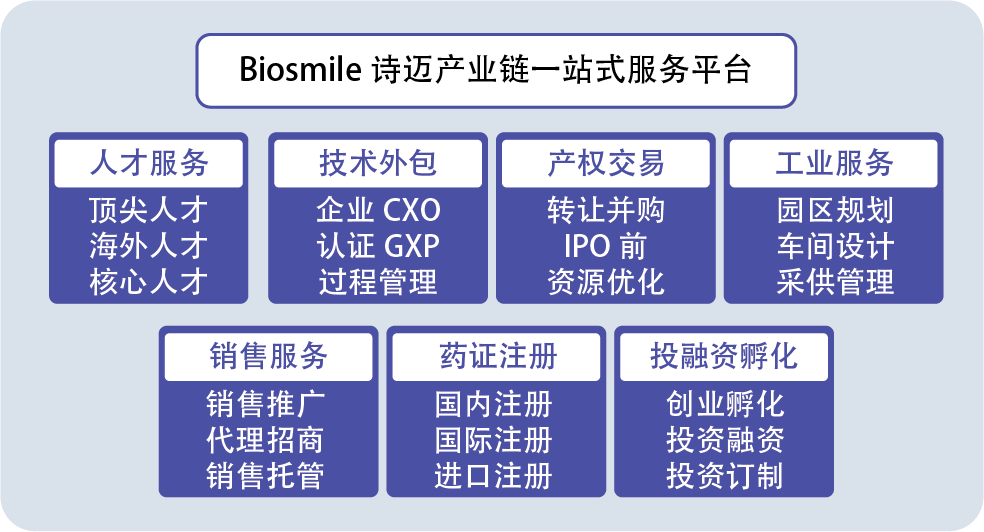 Biosmile 诗迈产业链一站式服务平台
人才服务
顶尖人才
海外人才
核心人才
技术外包
企业 CXO
认证 GXP
过程管理
产权交易
转让并购
IPO 前
资源优化
工业服务
园区规划
车间设计
采供管理
销售服务
销售推广
代理招商
销售托管
药证注册
国内注册
国际注册
进口注册
投融资孵化
创业孵化
投资融资
投资订制